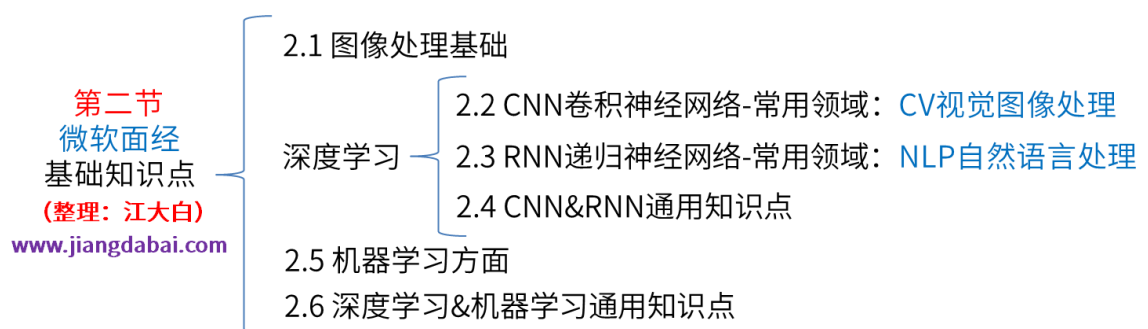 第二节
微软面经
基础知识点
(整理：江大白)
www.jiangdabai.com
2.1 图像处理基础
深度学习
2.2 CNN卷积神经网络-常用领域：CV视觉图像处理
2.3 RNN递归神经网络-常用领域：NLP自然语言处理
2.4 CNN&RNN通用知识点
2.5 机器学习方面
2.6 深度学习&机器学习通用知识点